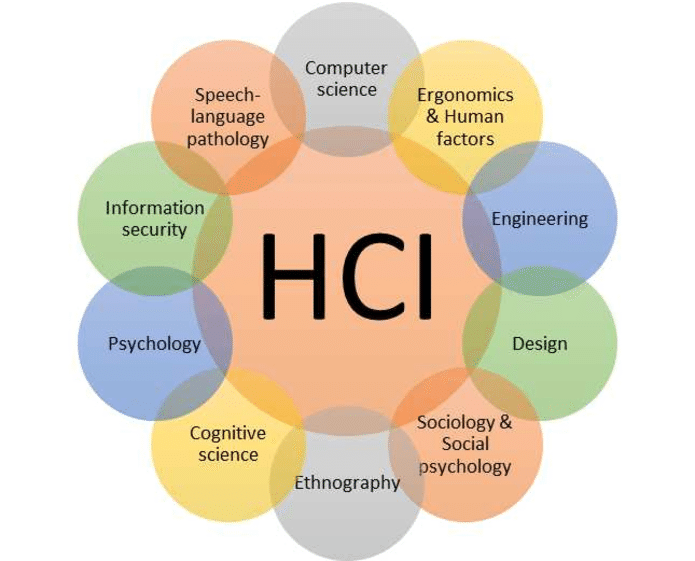 Computer
science
Ergonomics
& Human
factors
Engineering
Design
Sociology &
Social
psychology
Ethnography
Cognitive
science
Psychology
Information
security
Speech-
language
pathology
HCI